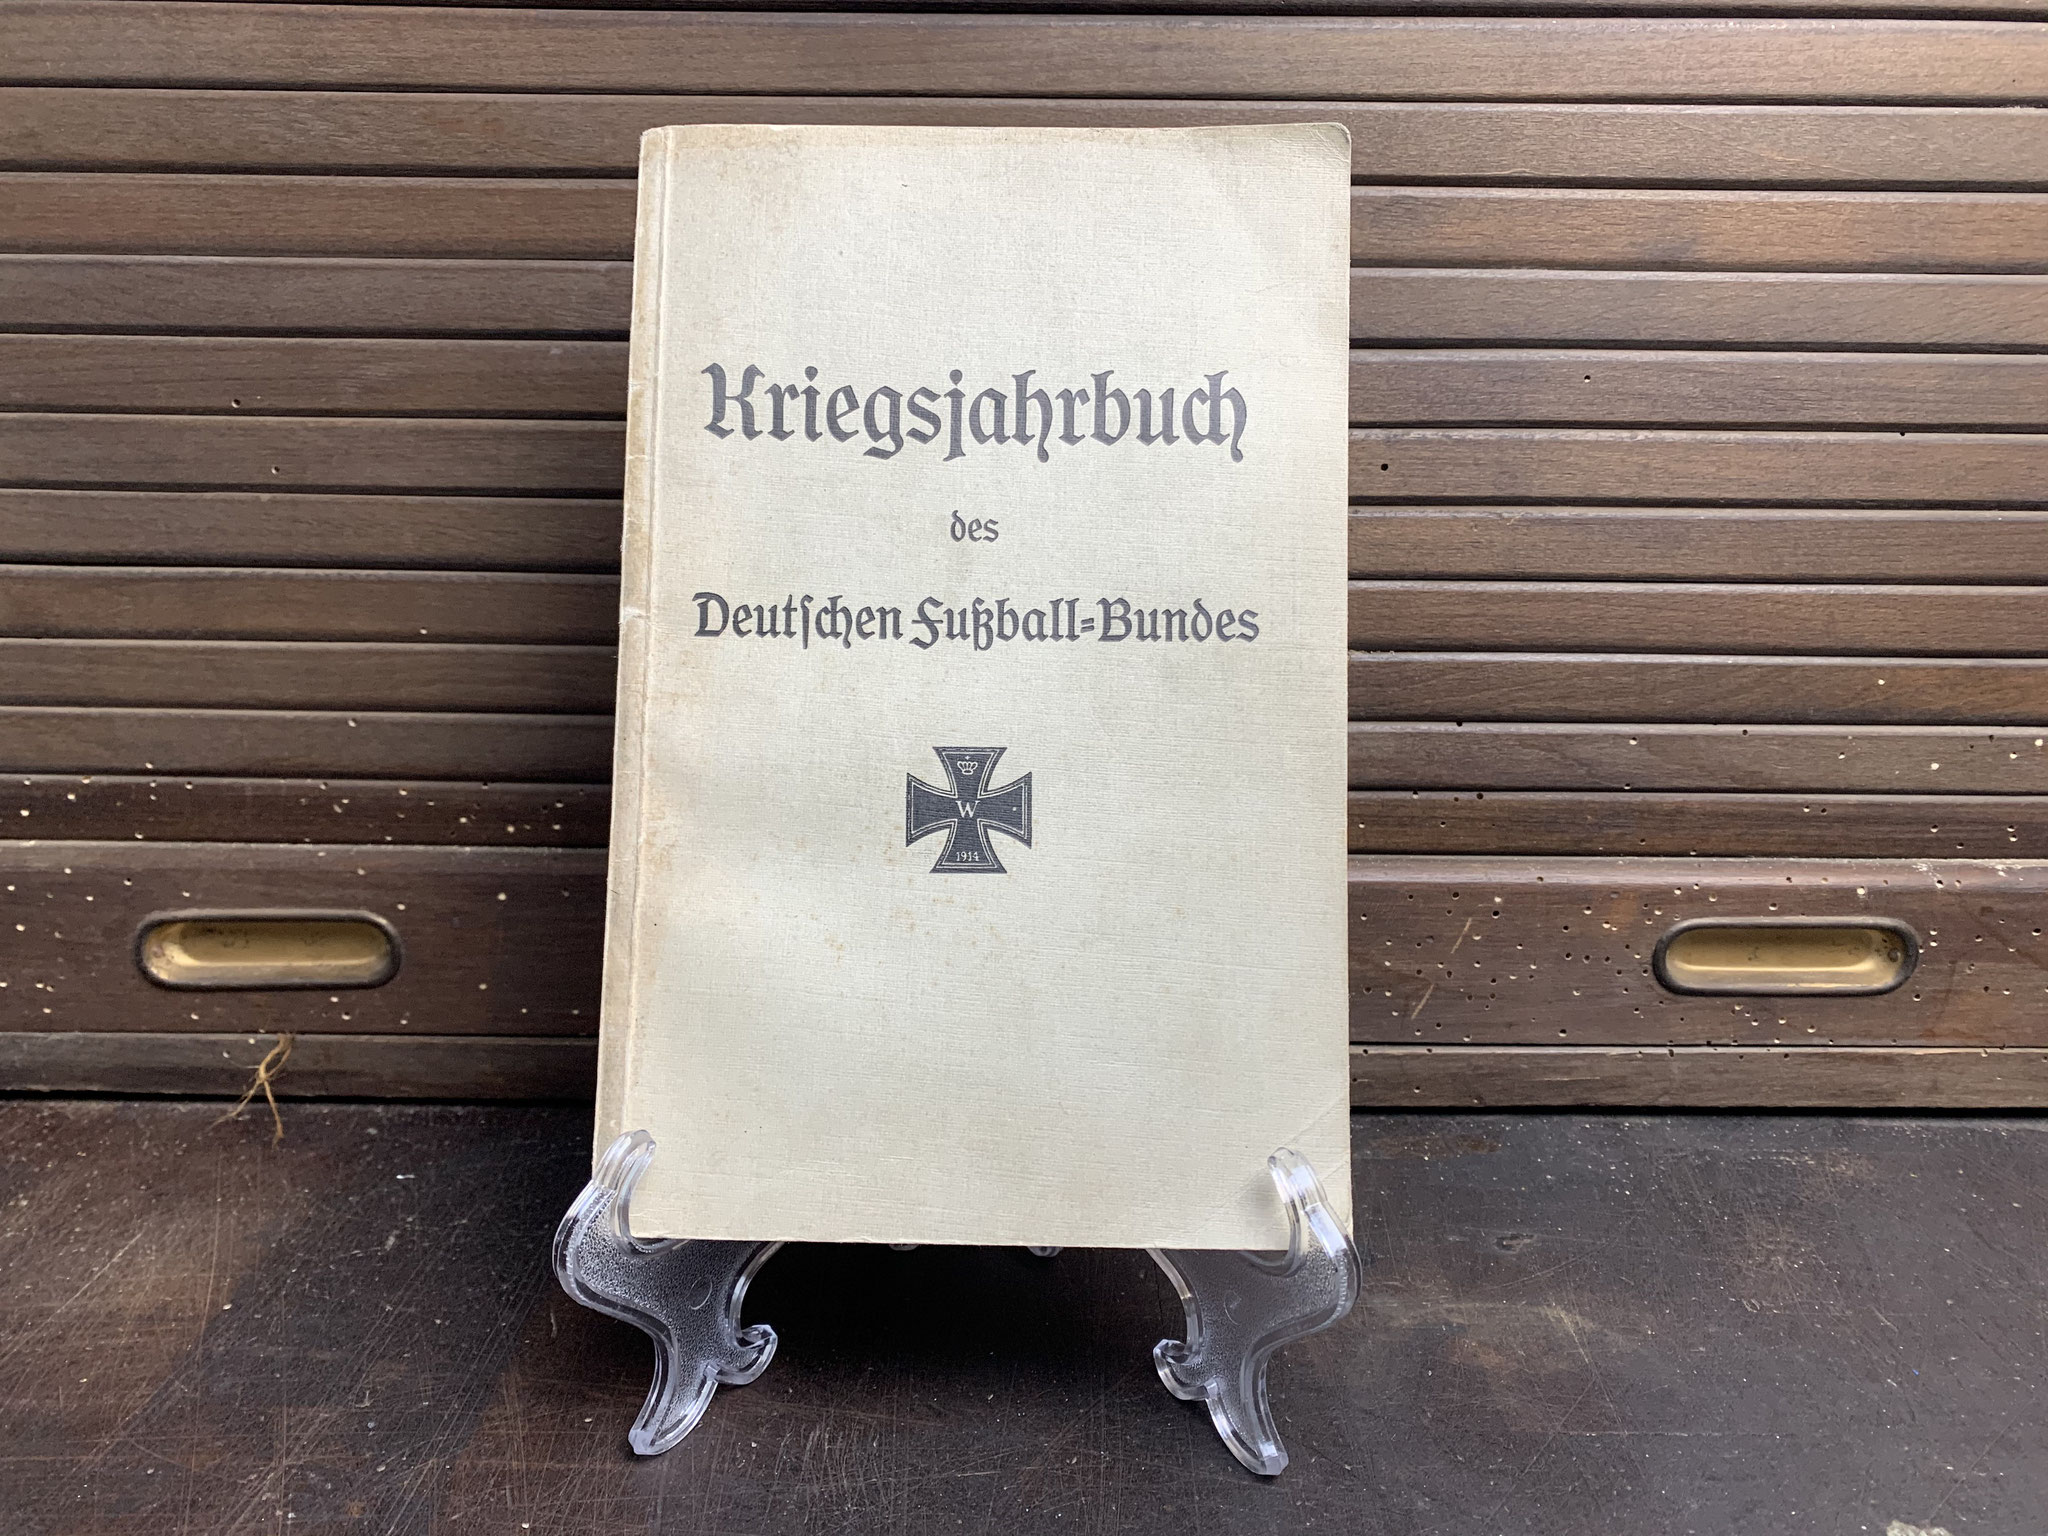 Kriegsjahrbuch
des
Deutſchen Fußball=Bundes
W
1914